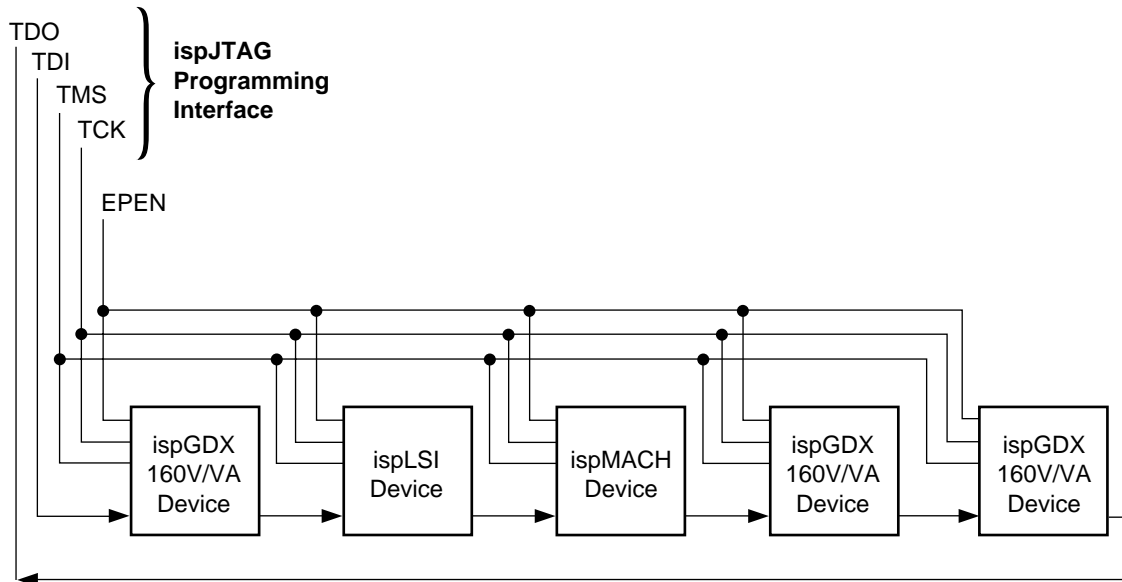 TDO
TDI
TMS
TCK
ispJTAG
Programming
Interface
EPEN
ispGDX
160V/VA
Device
ispLSI
Device
ispMACH
Device
ispGDX
160V/VA
Device
ispGDX
160V/VA
Device